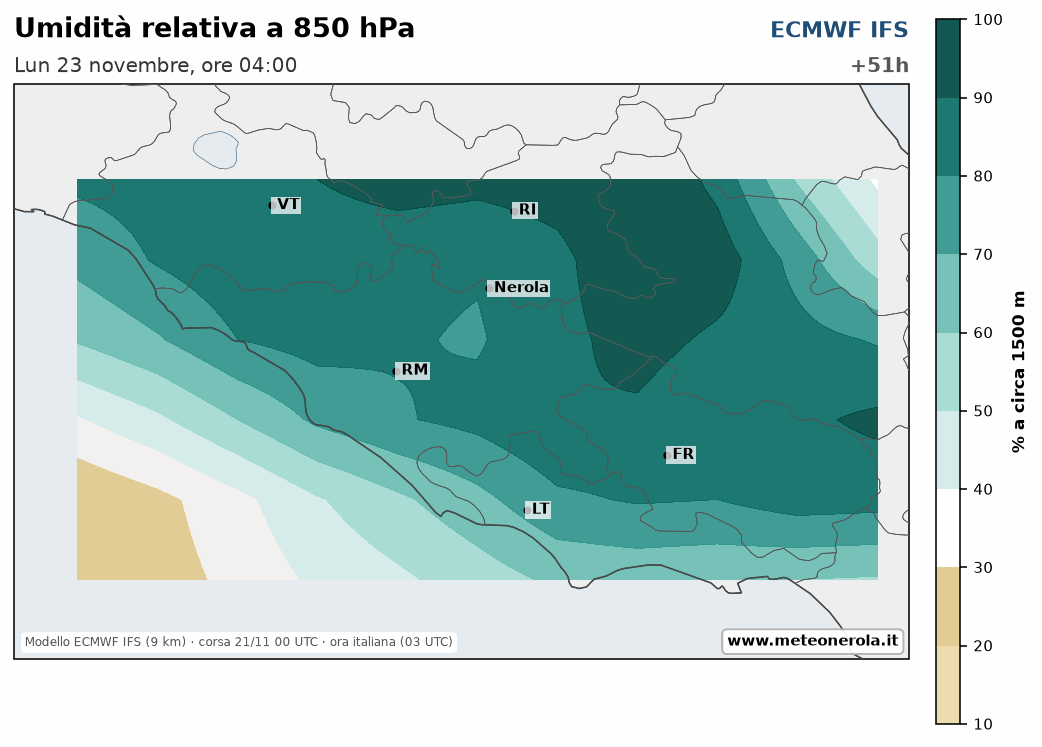 Umidità relativa a 850 hPa
ECMWF IFS
Lun 23 novembre, ore 04:00
+51h
VT
RI
Nerola
RM
FR
LT
Modello ECMWF IFS (9 km) · corsa 21/11 00 UTC · ora italiana (03 UTC)
www.meteonerola.it
100
90
80
70
60
50
40
30
20
10
% a circa 1500 m